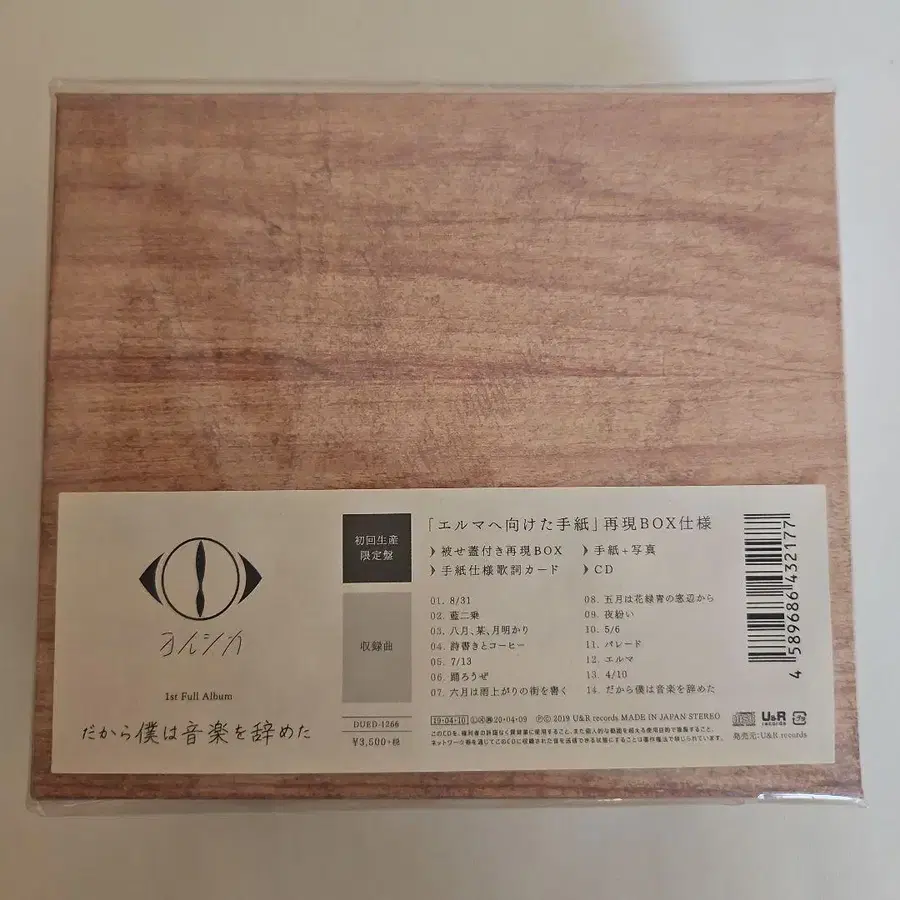 ヨルシカ
1st Full Album
だから僕は音楽を辞めた
初回生産
限定盤
収録曲
DUED-1266
¥3,500+税
「エルマへ向けた手紙」再現BOX仕様
被せ蓋付き再現BOX
手紙+写真
手紙仕様歌詞カード
CD
01. 8/31
02. 藍二乗
03. 八月、某、月明かり
04. 詩書きとコーヒー
05. 7/13
06. 踊ろうぜ
07. 六月は雨上がりの街を書く
08. 五月は花緑青の窓辺から
09. 夜紛い
10. 5/6
11. パレード
12. エルマ
13. 4/10
14. だから僕は音楽を辞めた
19・04・10 20・04・09 ℗© 2019 U&R records MADE IN JAPAN STEREO
U&R
records
発売元:U&R records
4 589686 432177